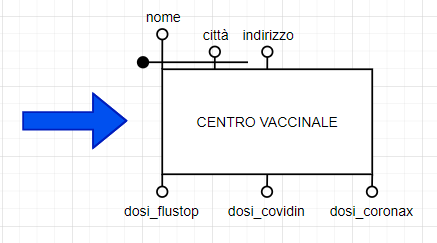 nome
città
indirizzo
CENTRO VACCINALE
dosi_flustop
dosi_covidin
dosi_coronax